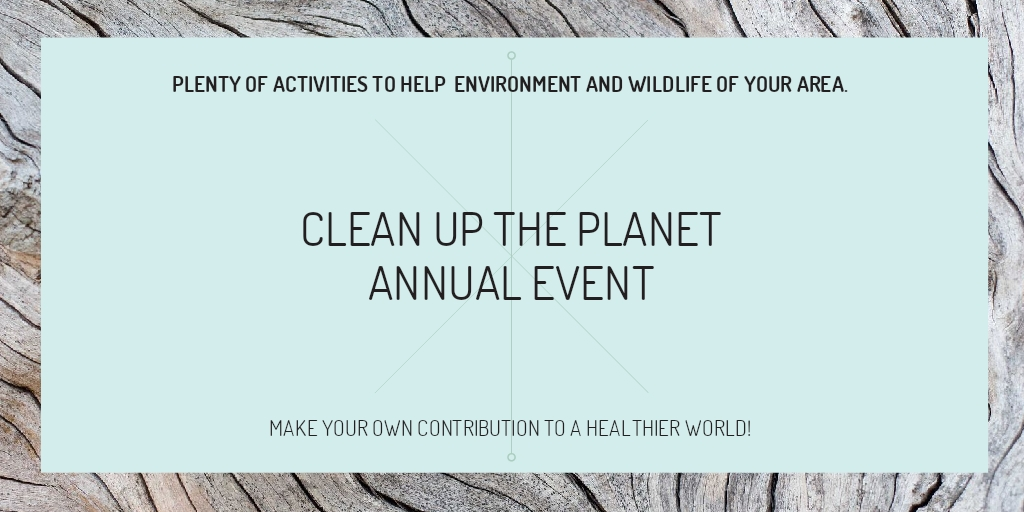 PLENTY OF ACTIVITIES TO HELP  ENVIRONMENT AND WILDLIFE OF YOUR AREA.
CLEAN UP THE PLANET
ANNUAL EVENT
MAKE YOUR OWN CONTRIBUTION TO A HEALTHIER WORLD!